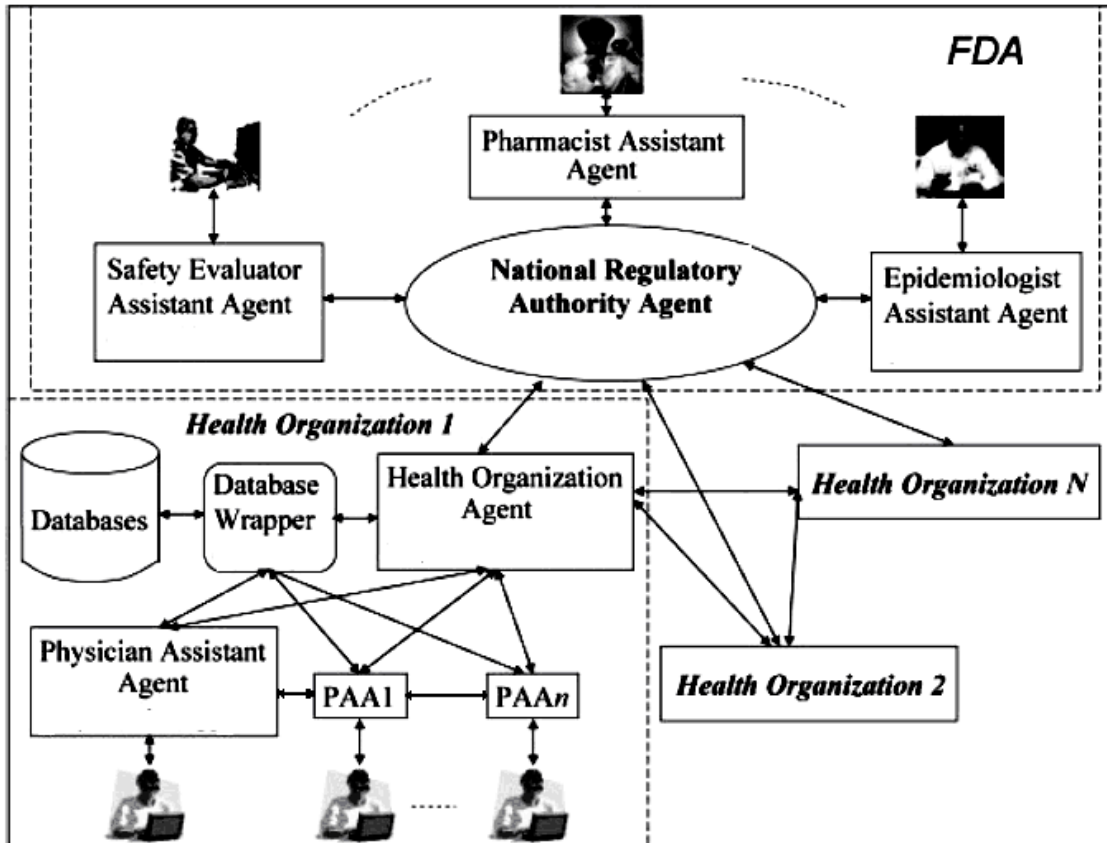 FDA
Pharmacist Assistant
Agent
Safety Evaluator
Assistant Agent
National Regulatory
Authority Agent
Epidemiologist
Assistant Agent
Health Organization 1
Databases
Database
Wrapper
Health Organization
Agent
Health Organization N
Physician Assistant
Agent
PAA1
PAAn
Health Organization 2